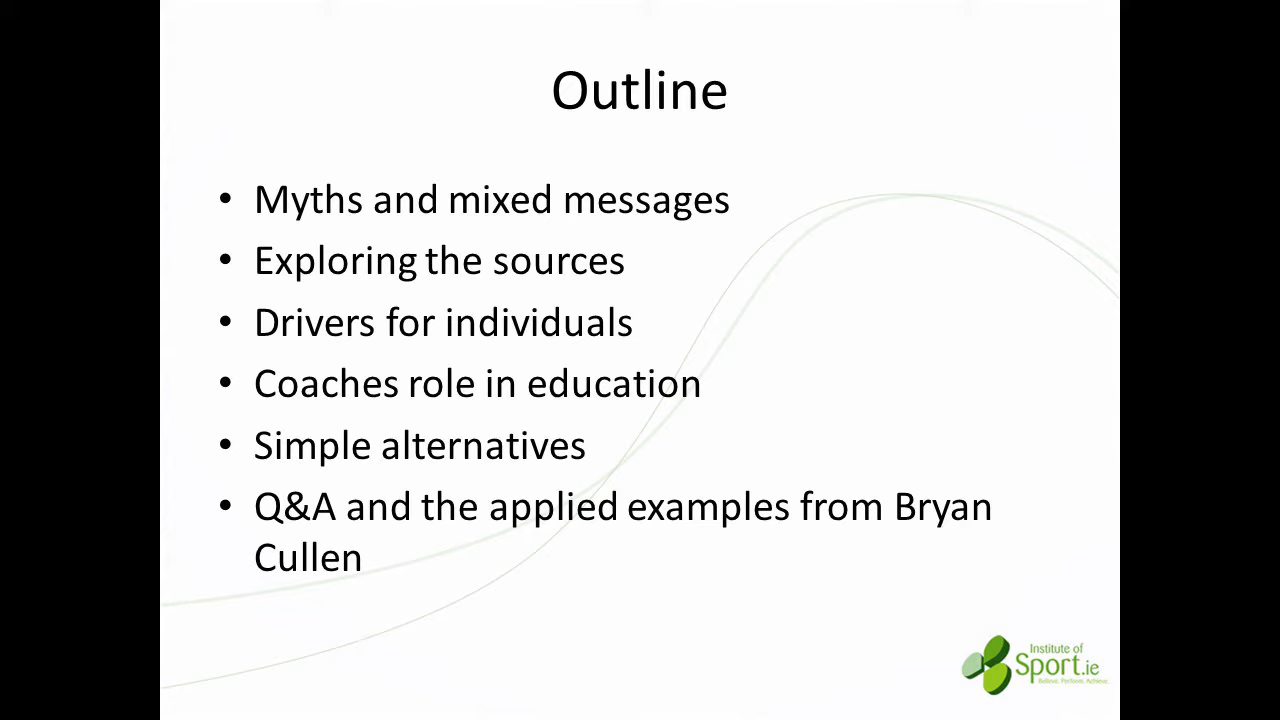 Outline
• Myths and mixed messages
• Exploring the sources
• Drivers for individuals
• Coaches role in education
• Simple alternatives
• Q&A and the applied examples from Bryan
Cullen
Institute of
Sport.ie
Believe. Perform. Achieve.